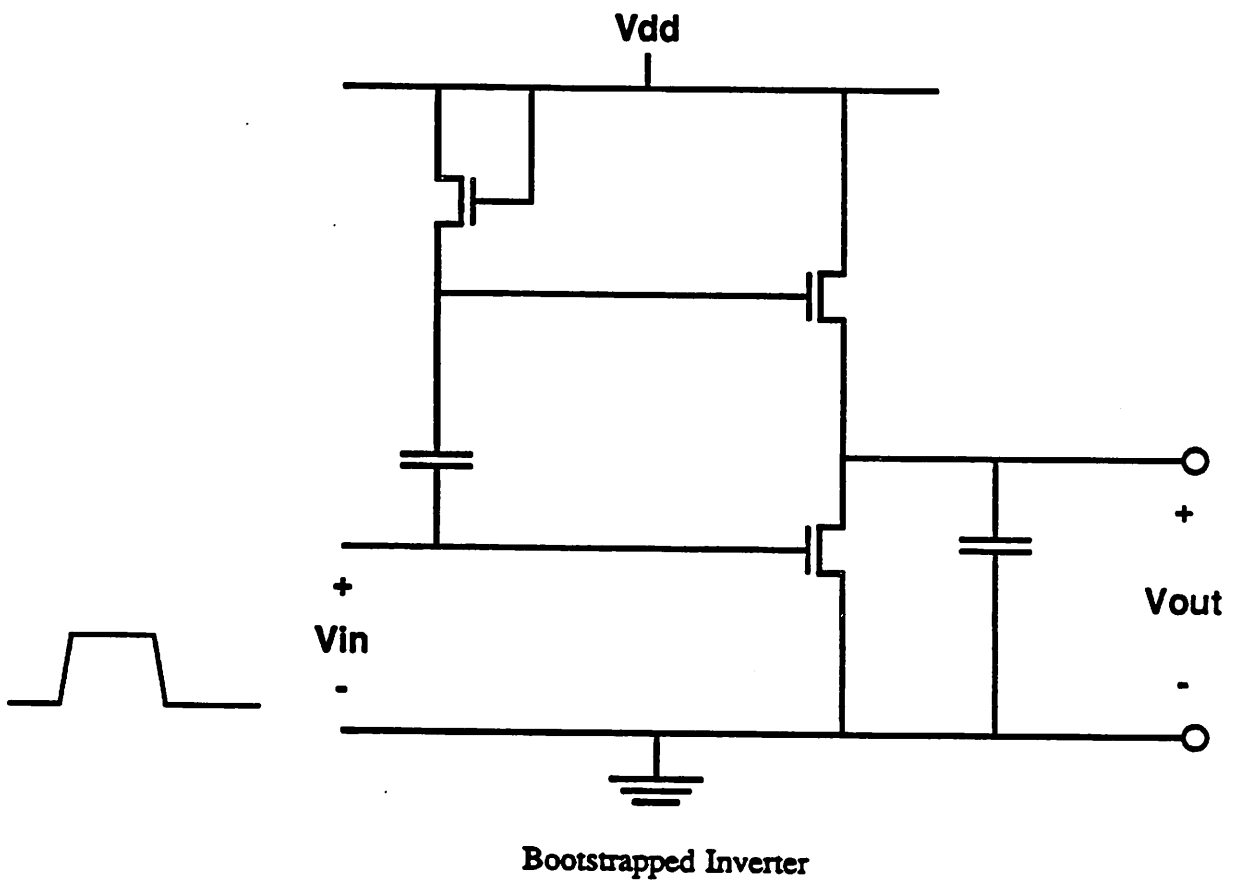 Vdd
+
Vin
-
+
Vout
-
Bootstrapped Inverter